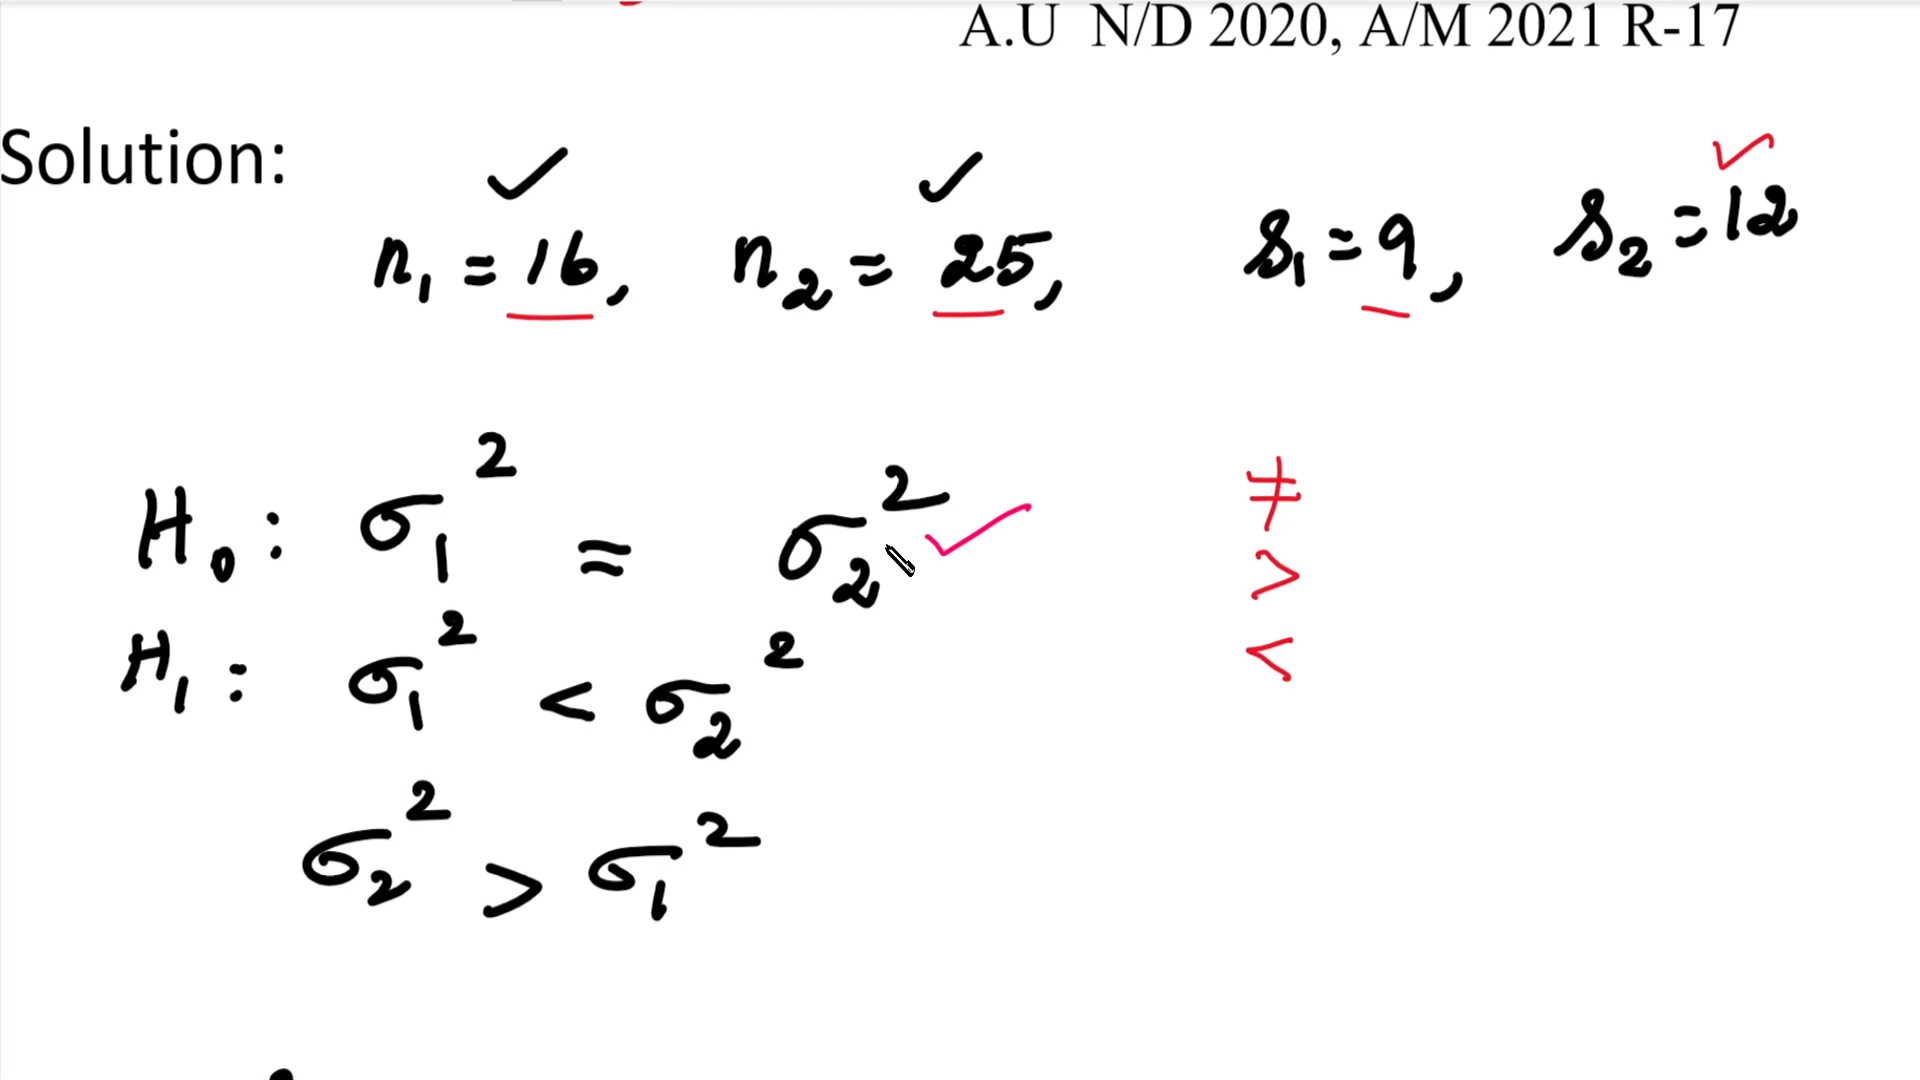 A.U N/D 2020, A/M 2021 R-17
Solution:
n₁ = 16, n₂ = 25, s₁ = 9, s₂ = 12
H₀ : σ₁² = σ₂² ≠
>
H₁ : σ₁² < σ₂² <
σ₂² > σ₁²